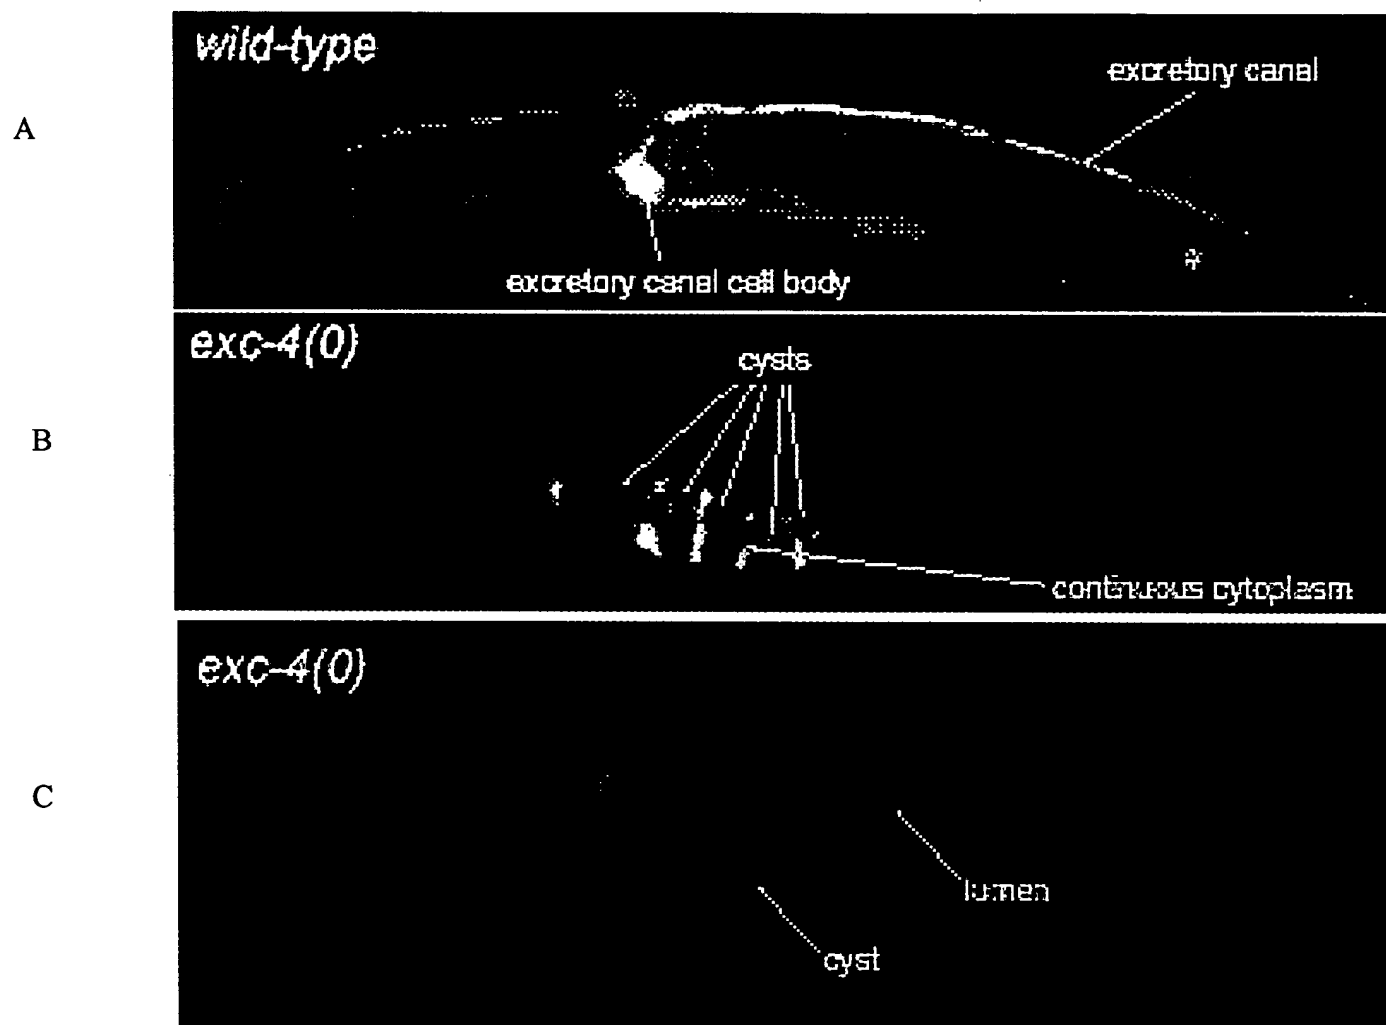 wild-type
excretory canal
A
excretory canal cell body
exc-4(0)
cysts
B
continuous cytoplasm
exc-4(0)
C
lumen
cyst